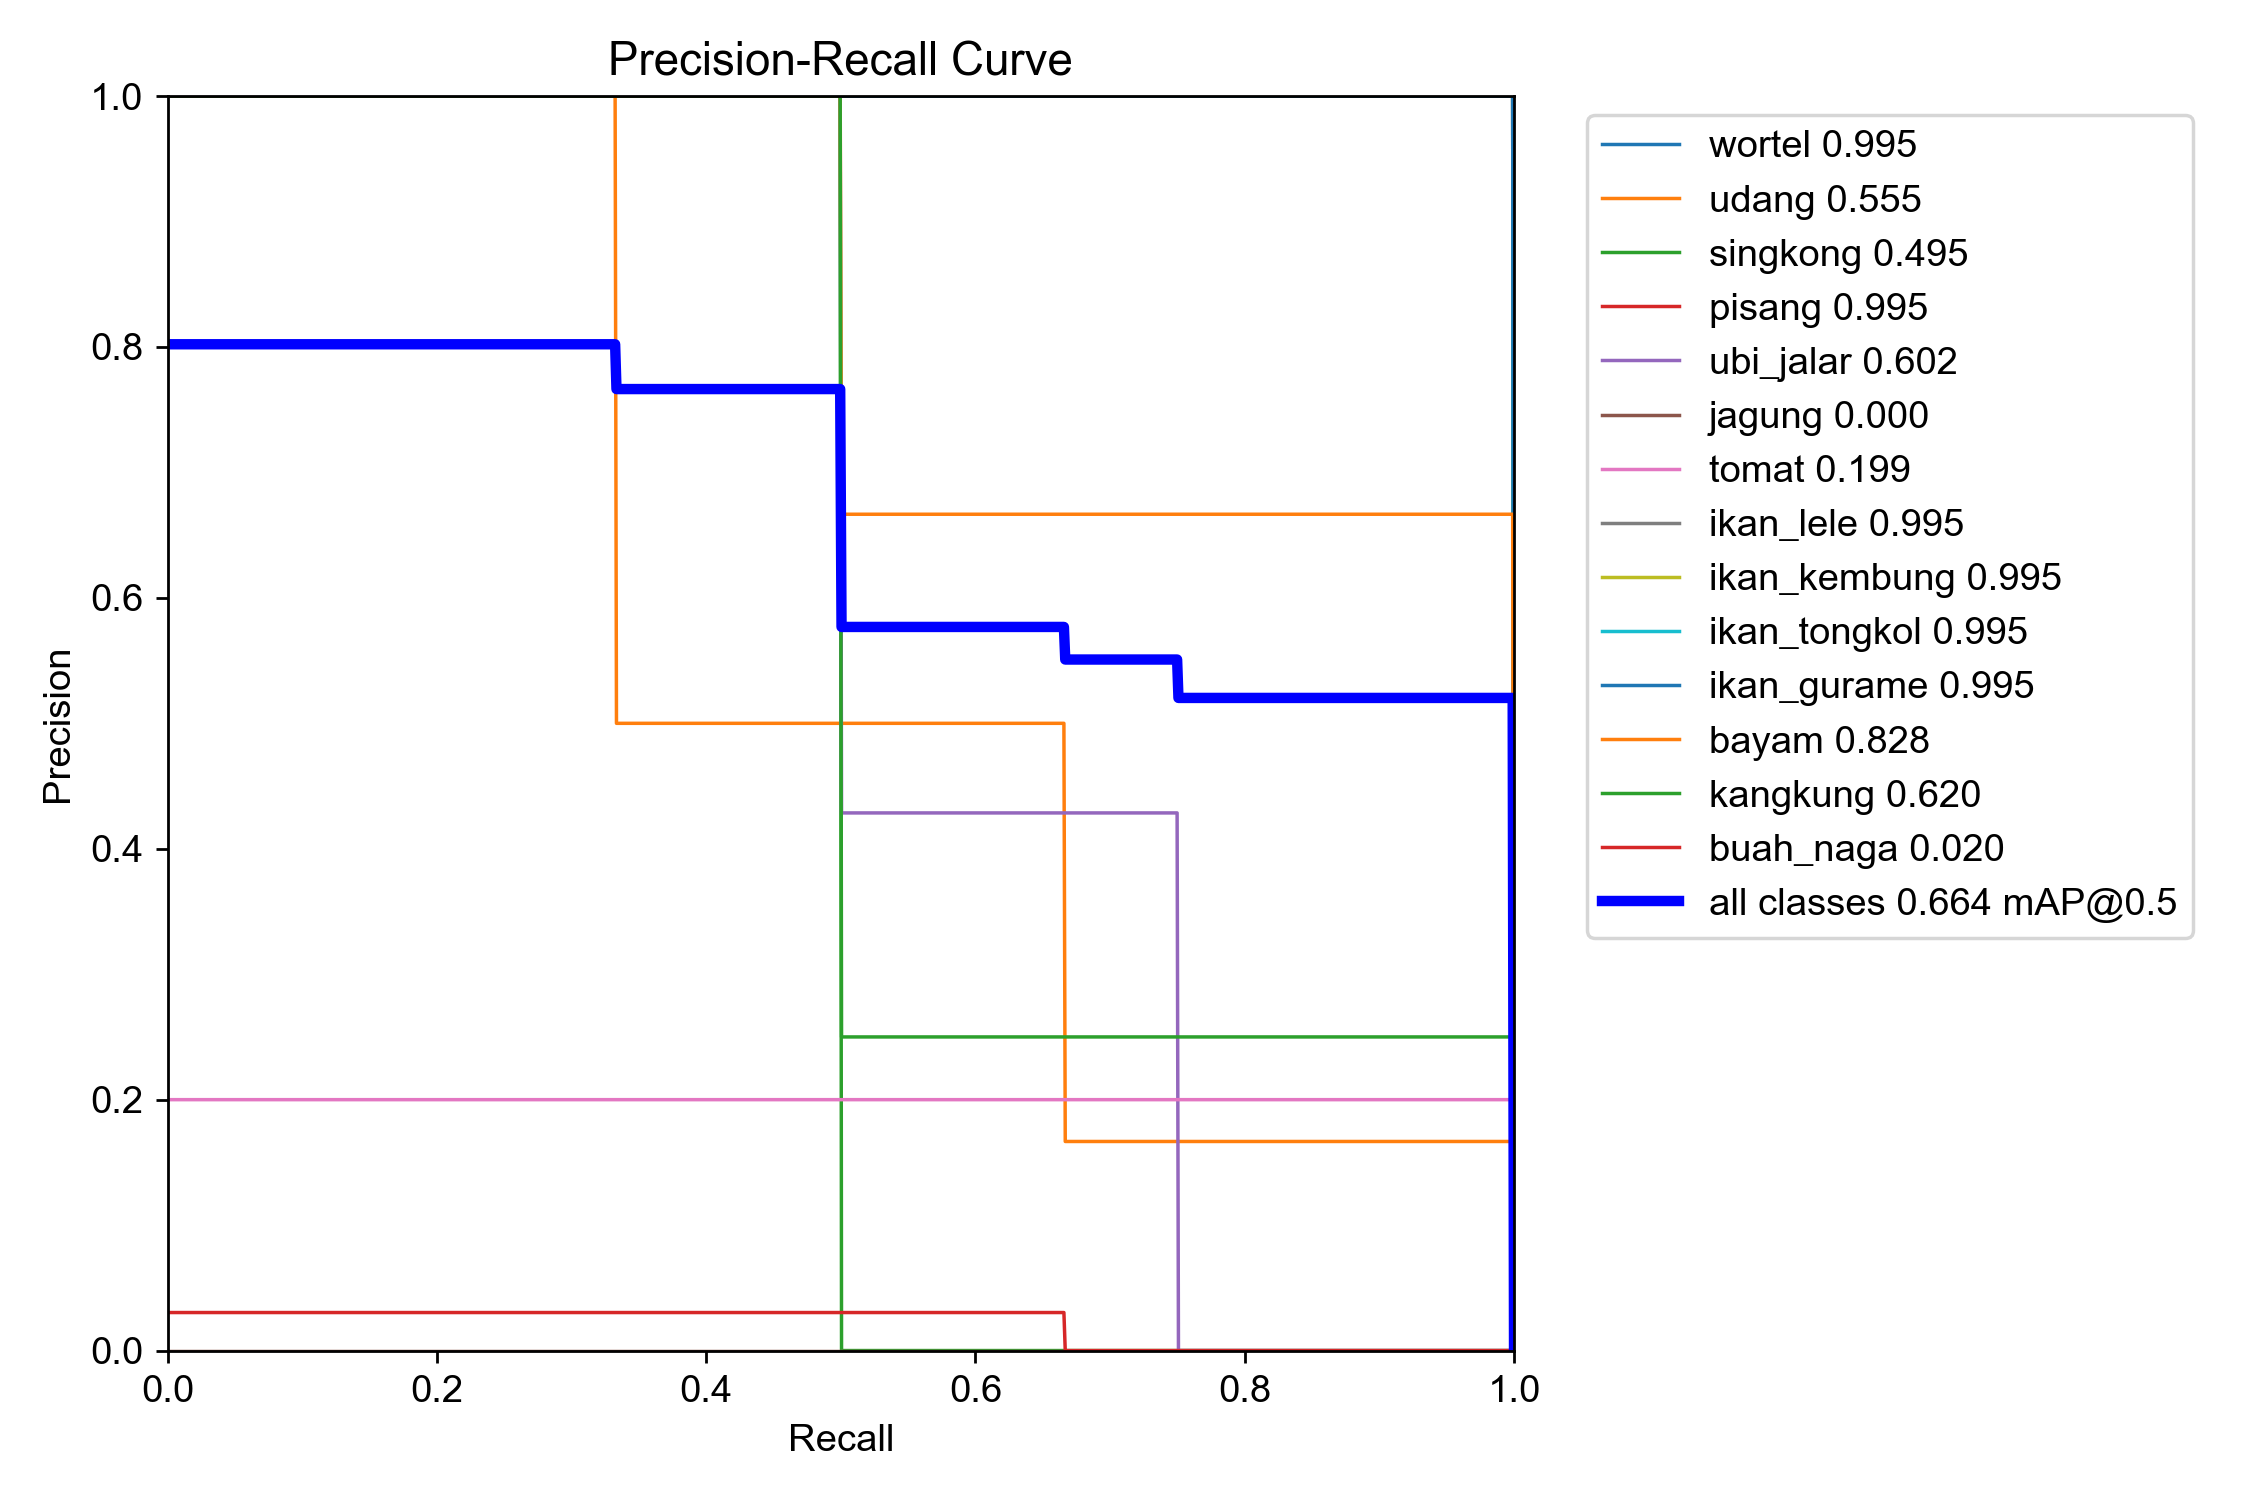 Precision-Recall Curve
1.0
0.8
0.6
0.4
0.2
0.0
Precision
0.0 0.2 0.4 0.6 0.8 1.0
Recall
wortel 0.995
udang 0.555
singkong 0.495
pisang 0.995
ubi_jalar 0.602
jagung 0.000
tomat 0.199
ikan_lele 0.995
ikan_kembung 0.995
ikan_tongkol 0.995
ikan_gurame 0.995
bayam 0.828
kangkung 0.620
buah_naga 0.020
all classes 0.664 mAP@0.5